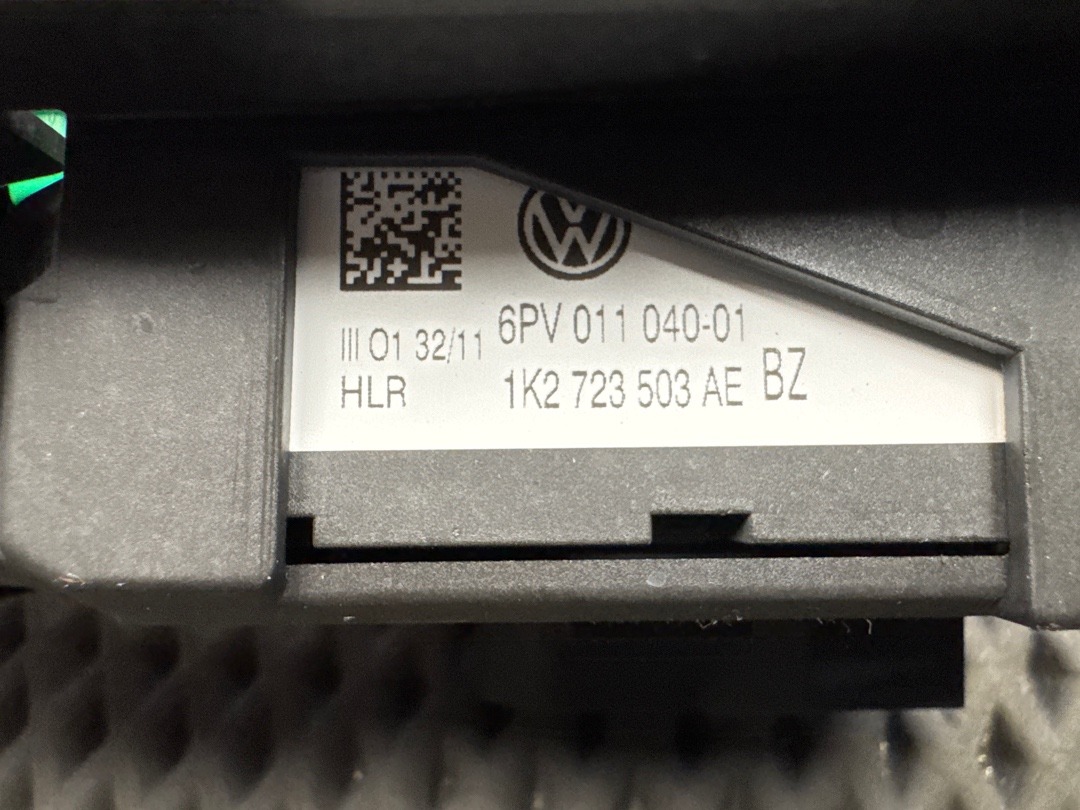 6PV 011 040-01
III O1 32/11
HLR
1K2 723 503 AE BZ